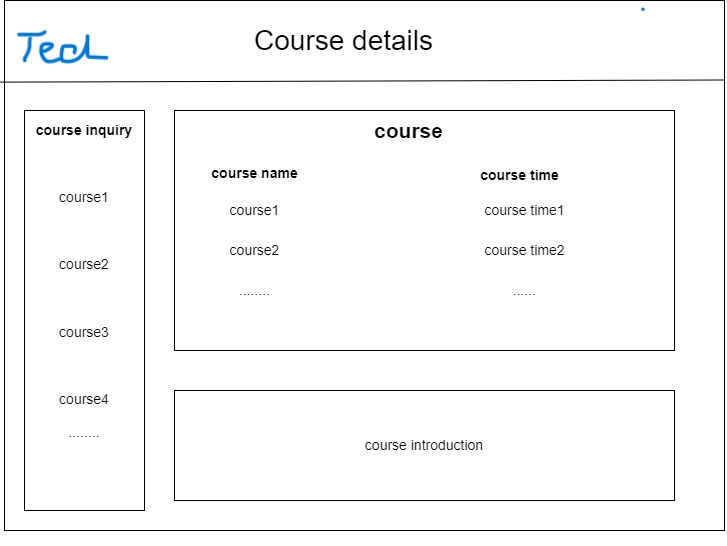 Tech
Course details
course inquiry
course1
course2
course3
course4
........
course
course name course time
course1 course time1
course2 course time2
........ ......
course introduction